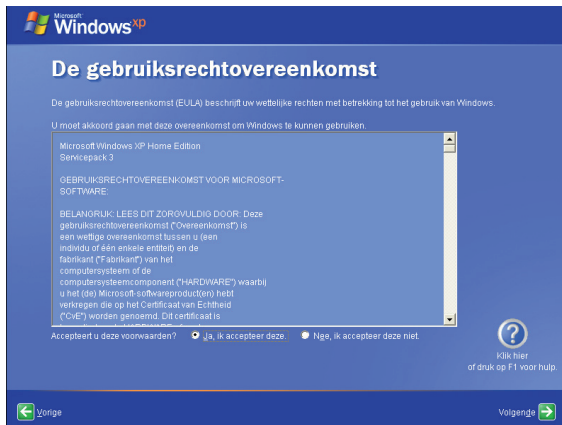 Microsoft
Windows xp
De gebruiksrechtovereenkomst
De gebruiksrechtovereenkomst (EULA) beschrijft uw wettelijke rechten met betrekking tot het gebruik van Windows.
U moet akkoord gaan met deze overeenkomst om Windows te kunnen gebruiken.
Microsoft Windows XP Home Edition
Servicepack 3
GEBRUIKSRECHTOVEREENKOMST VOOR MICROSOFT-
SOFTWARE:
BELANGRIJK: LEES DIT ZORGVULDIG DOOR: Deze
gebruiksrechtovereenkomst ("Overeenkomst") is
een wettige overeenkomst tussen u (een
individu of één enkele entiteit) en de
fabrikant ("Fabrikant") van het
computersysteem of de
computersysteemcomponent ("HARDWARE") waarbij
u het (de) Microsoft-softwareproduct(en) hebt
verkregen die op het Certificaat van Echtheid
("CvE") worden genoemd. Dit certificaat is
Accepteert u deze voorwaarden? Ja, ik accepteer deze. Nee, ik accepteer deze niet.
Klik hier
of druk op F1 voor hulp.
Vorige
Volgende